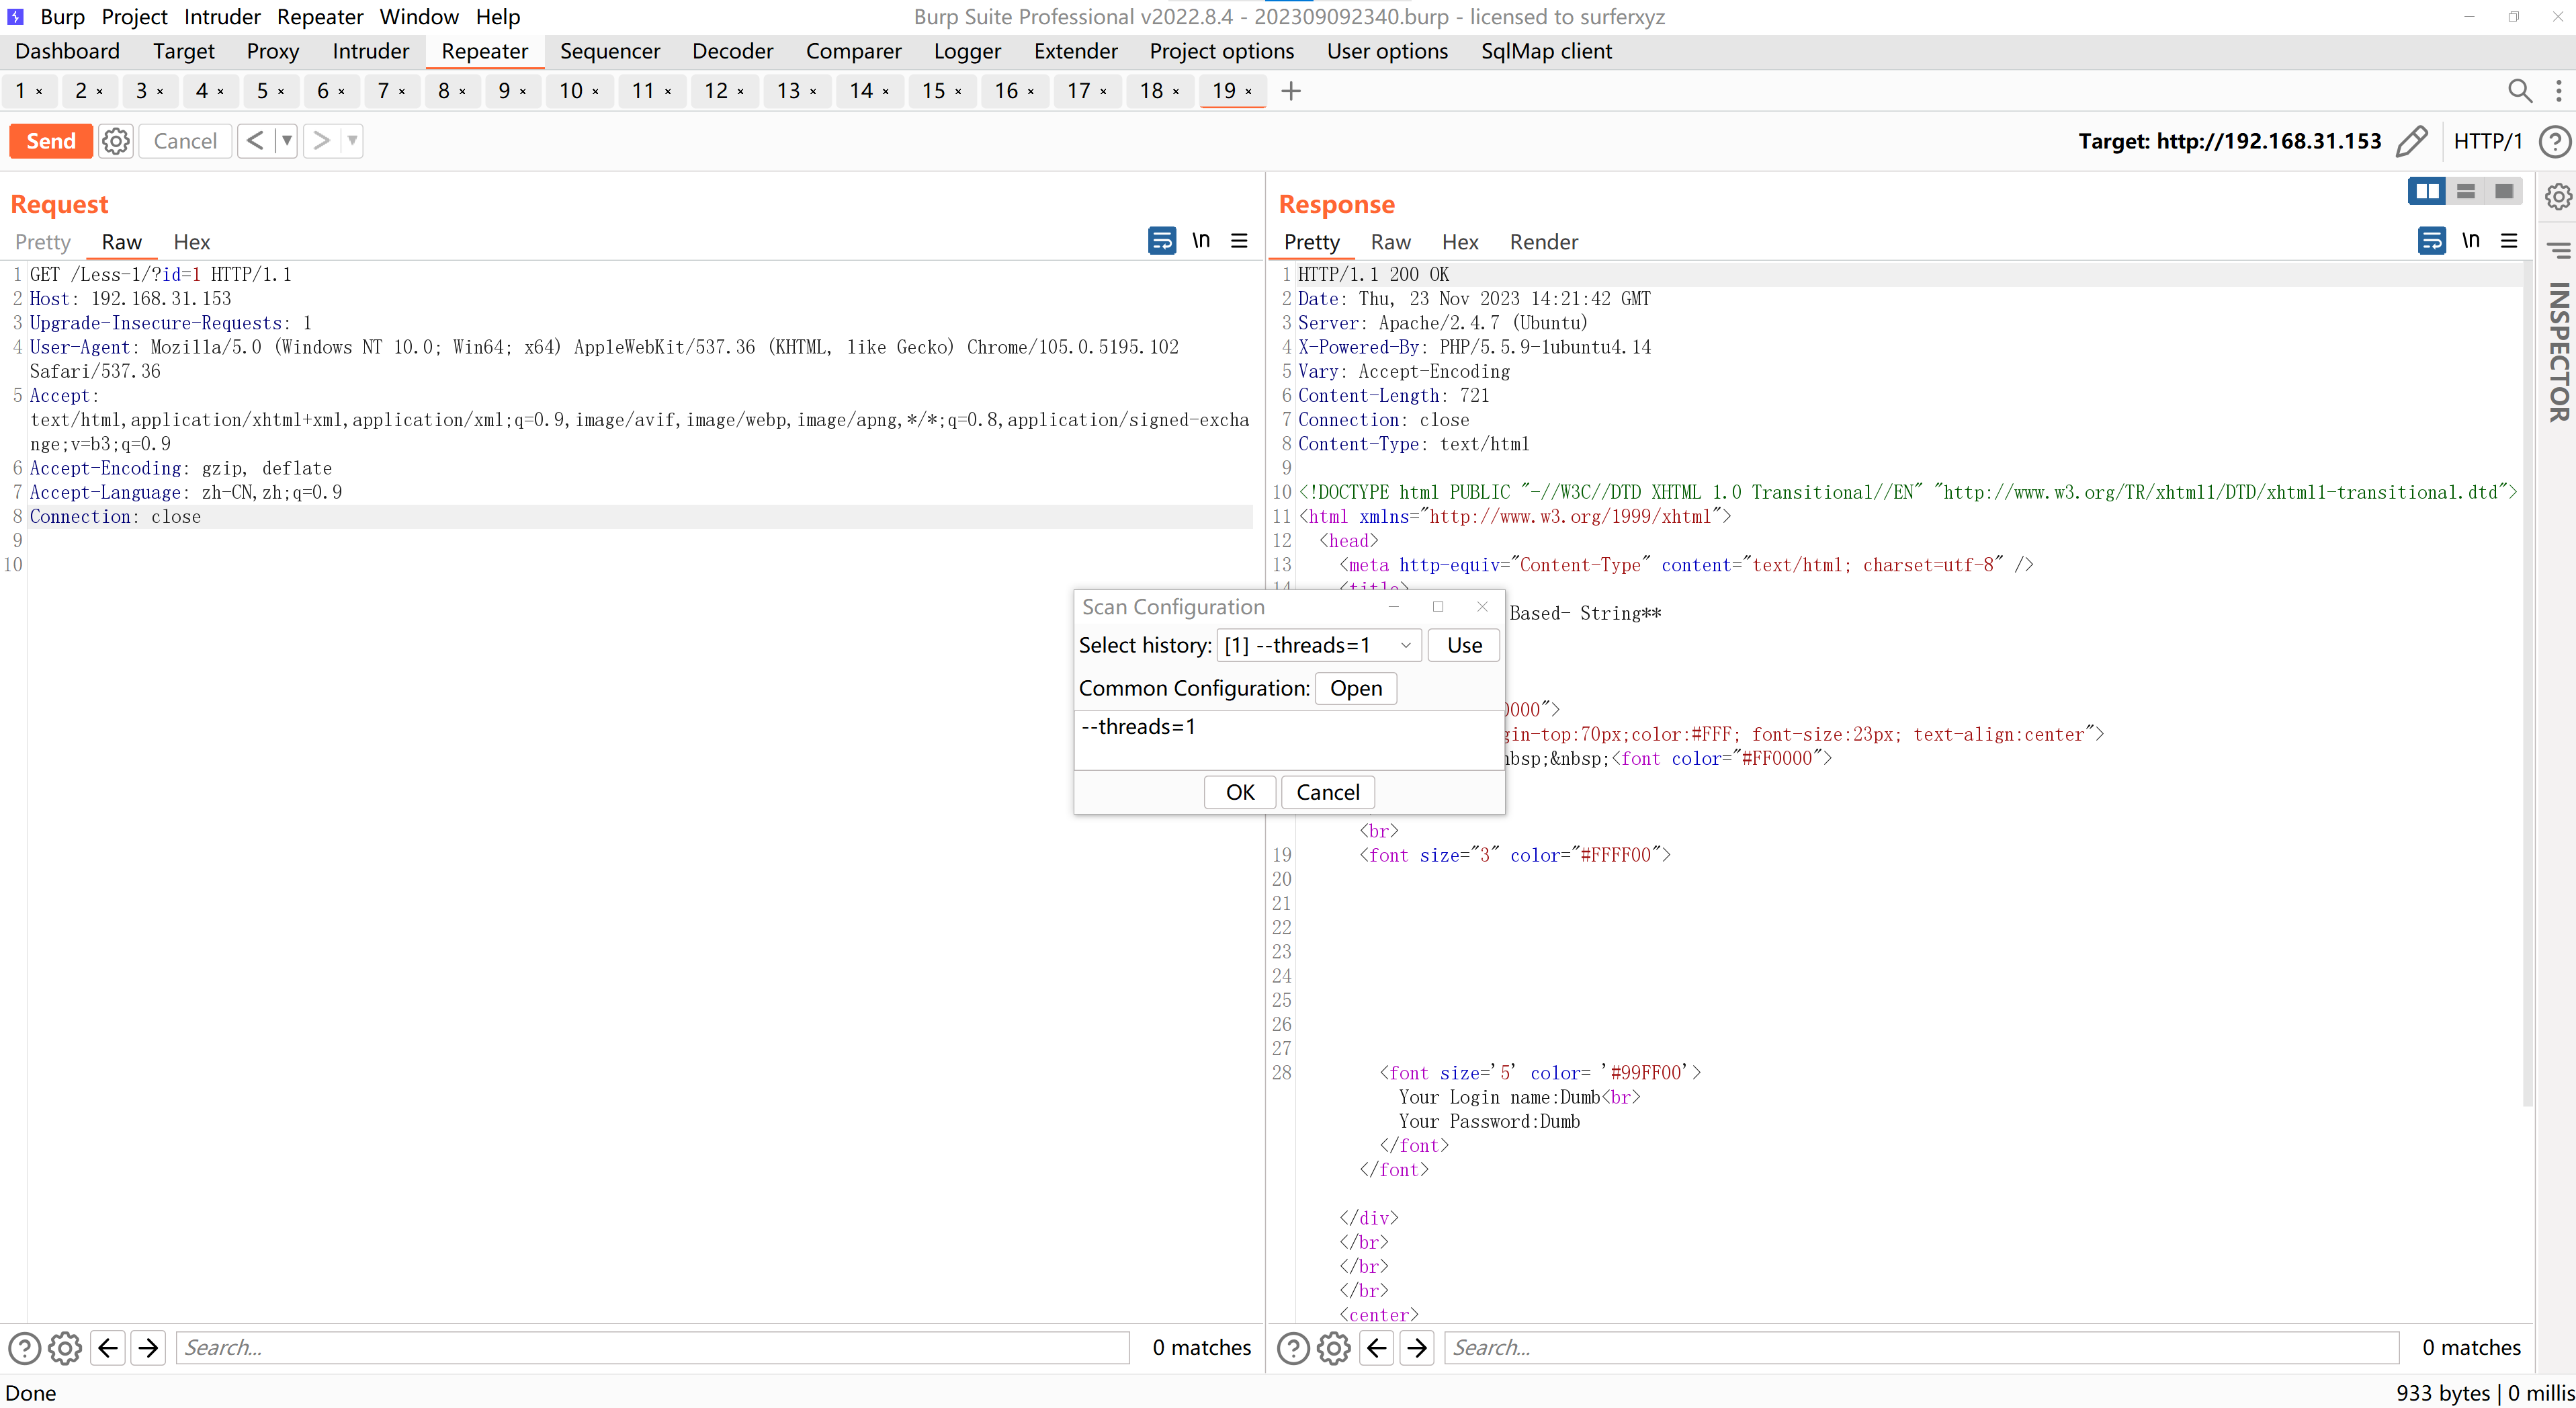 Burp Project Intruder Repeater Window Help
Burp Suite Professional v2022.8.4 - 202309092340.burp - licensed to surferxyz
Dashboard Target Proxy Intruder Repeater Sequencer Decoder Comparer Logger Extender Project options User options SqlMap client
1 × 2 × 3 × 4 × 5 × 6 × 7 × 8 × 9 × 10 × 11 × 12 × 13 × 14 × 15 × 16 × 17 × 18 × 19 × +
Send Cancel < > Target: http://192.168.31.153 HTTP/1
Request
Pretty Raw Hex \n
1 GET /Less-1/?id=1 HTTP/1.1
2 Host: 192.168.31.153
3 Upgrade-Insecure-Requests: 1
4 User-Agent: Mozilla/5.0 (Windows NT 10.0; Win64; x64) AppleWebKit/537.36 (KHTML, like Gecko) Chrome/105.0.5195.102
Safari/537.36
5 Accept:
text/html,application/xhtml+xml,application/xml;q=0.9,image/avif,image/webp,image/apng,*/*;q=0.8,application/signed-excha
nge;v=b3;q=0.9
6 Accept-Encoding: gzip, deflate
7 Accept-Language: zh-CN,zh;q=0.9
8 Connection: close
9
10
Response
Pretty Raw Hex Render \n
1 HTTP/1.1 200 OK
2 Date: Thu, 23 Nov 2023 14:21:42 GMT
3 Server: Apache/2.4.7 (Ubuntu)
4 X-Powered-By: PHP/5.5.9-1ubuntu4.14
5 Vary: Accept-Encoding
6 Content-Length: 721
7 Connection: close
8 Content-Type: text/html
9
10 <!DOCTYPE html PUBLIC "-//W3C//DTD XHTML 1.0 Transitional//EN" "http://www.w3.org/TR/xhtml1/DTD/xhtml1-transitional.dtd">
11 <html xmlns="http://www.w3.org/1999/xhtml">
12 <head>
13 <meta http-equiv="Content-Type" content="text/html; charset=utf-8" />
14 <title>
Based- String**
000">
gin-top:70px;color:#FFF; font-size:23px; text-align:center">
bsp;&nbsp;<font color="#FF0000">
<br>
19 <font size="3" color="#FFFF00">
20
21
22
23
24
25
26
27
28 <font size='5' color= '#99FF00'>
Your Login name:Dumb<br>
Your Password:Dumb
</font>
</font>
</div>
</br>
</br>
</br>
<center>
Scan Configuration
Select history: [1] --threads=1 Use
Common Configuration: Open
--threads=1
OK Cancel
INSPECTOR
Search... 0 matches
Search... 0 matches
Done
933 bytes | 0 millis